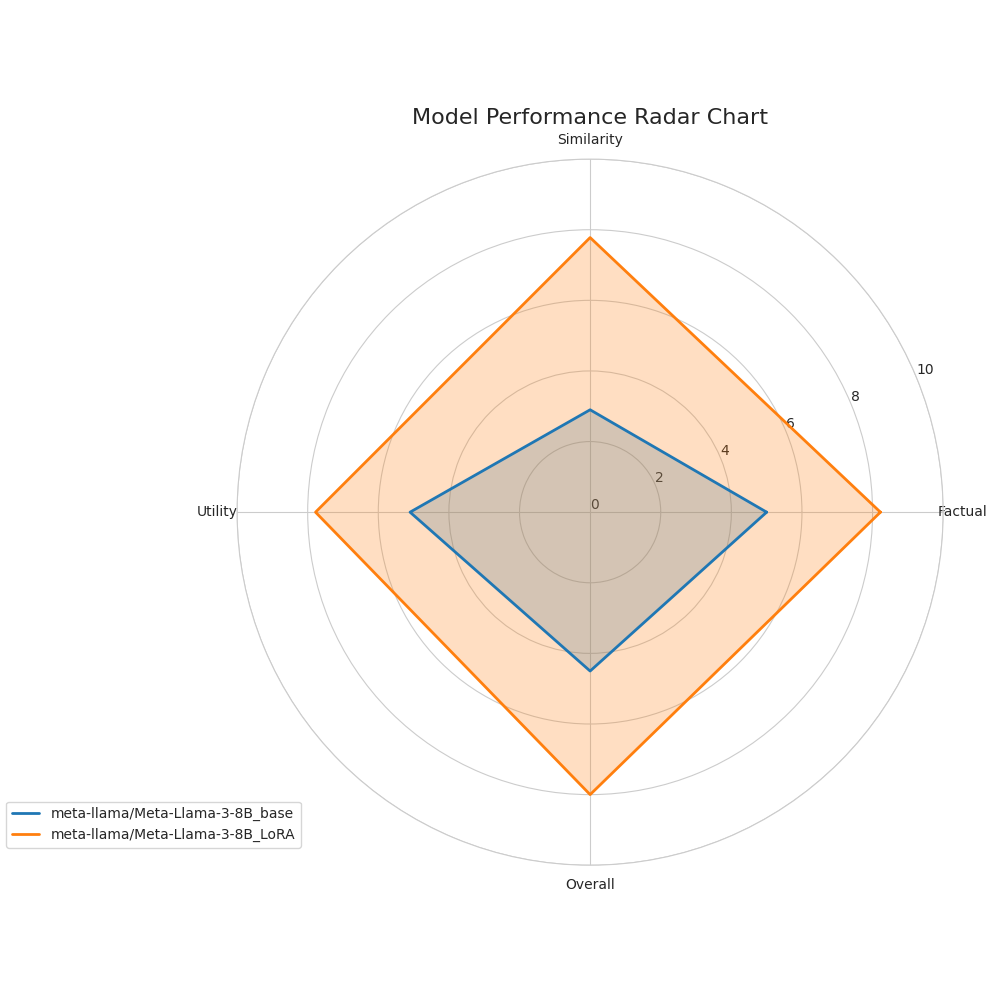 Model Performance Radar Chart
Similarity
10
8
6
4
2
0
Utility
Factual
meta-llama/Meta-Llama-3-8B_base
meta-llama/Meta-Llama-3-8B_LoRA
Overall